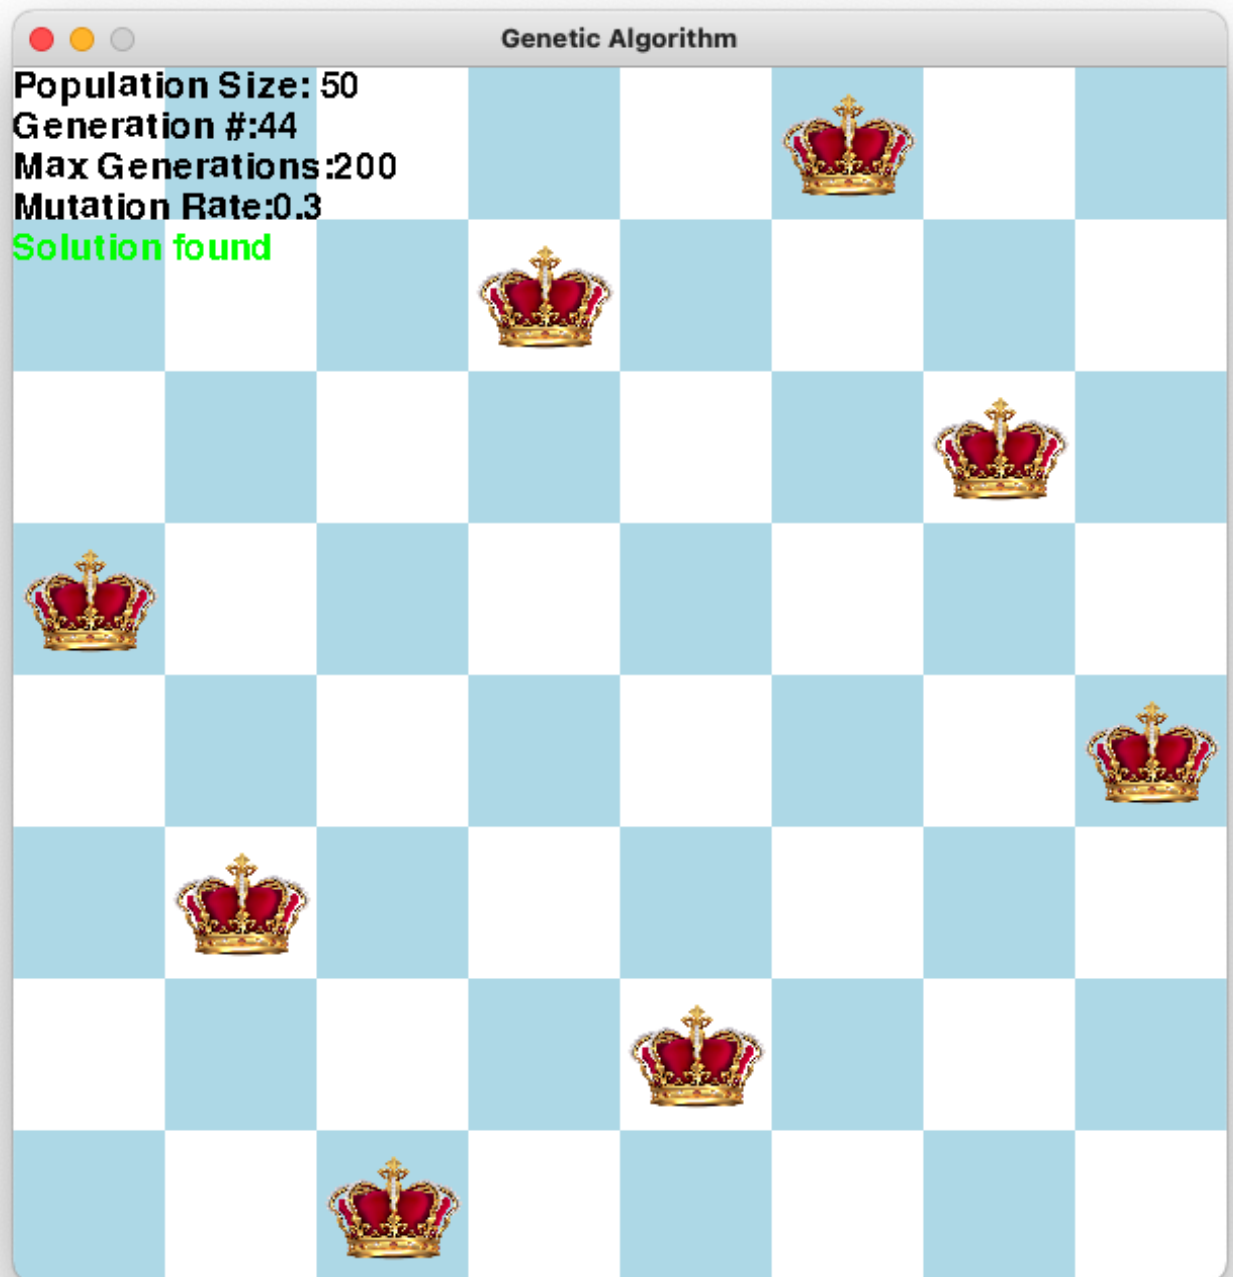 Genetic Algorithm
Population Size: 50
Generation #:44
Max Generations:200
Mutation Rate:0.3
Solution found